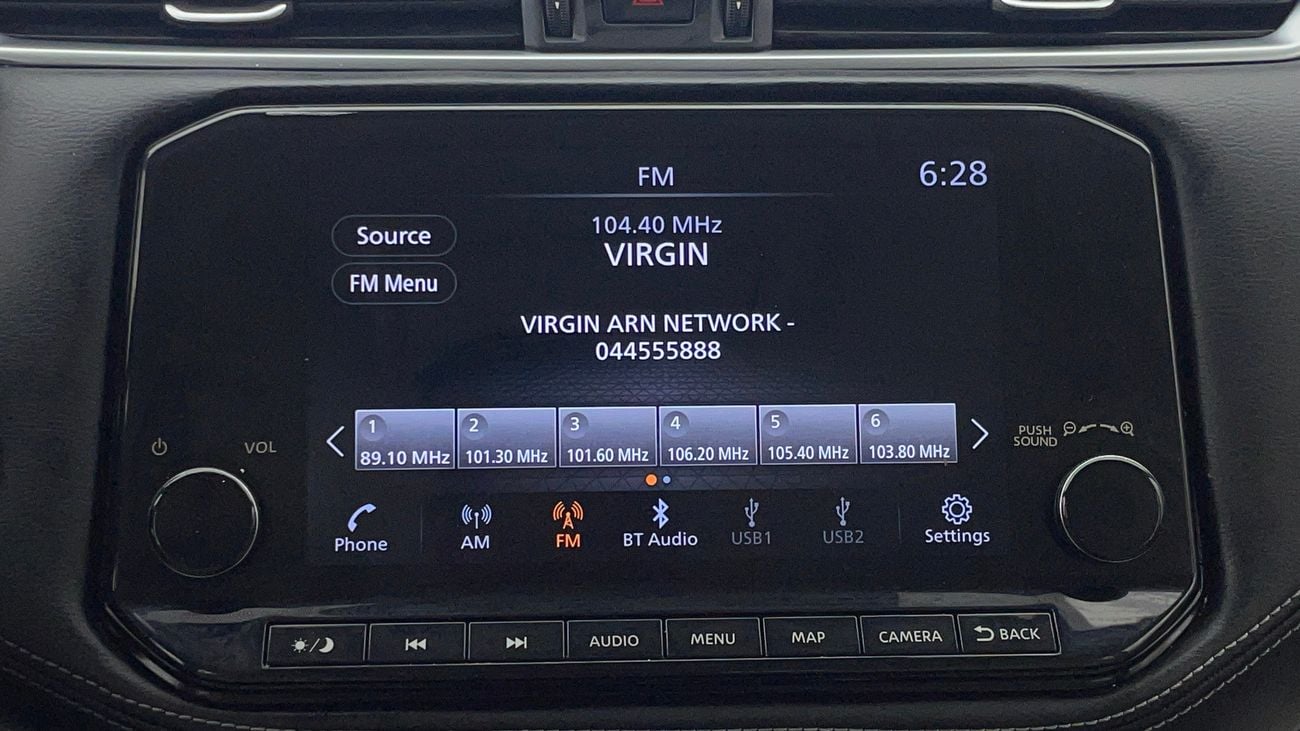 FM
6:28
104.40 MHz
VIRGIN
Source
FM Menu
VIRGIN ARN NETWORK -
044555888
1
89.10 MHz
2
101.30 MHz
3
101.60 MHz
4
106.20 MHz
5
105.40 MHz
6
103.80 MHz
VOL
PUSH
SOUND
Phone
AM
FM
BT Audio
USB1
USB2
Settings
AUDIO
MENU
MAP
CAMERA
BACK